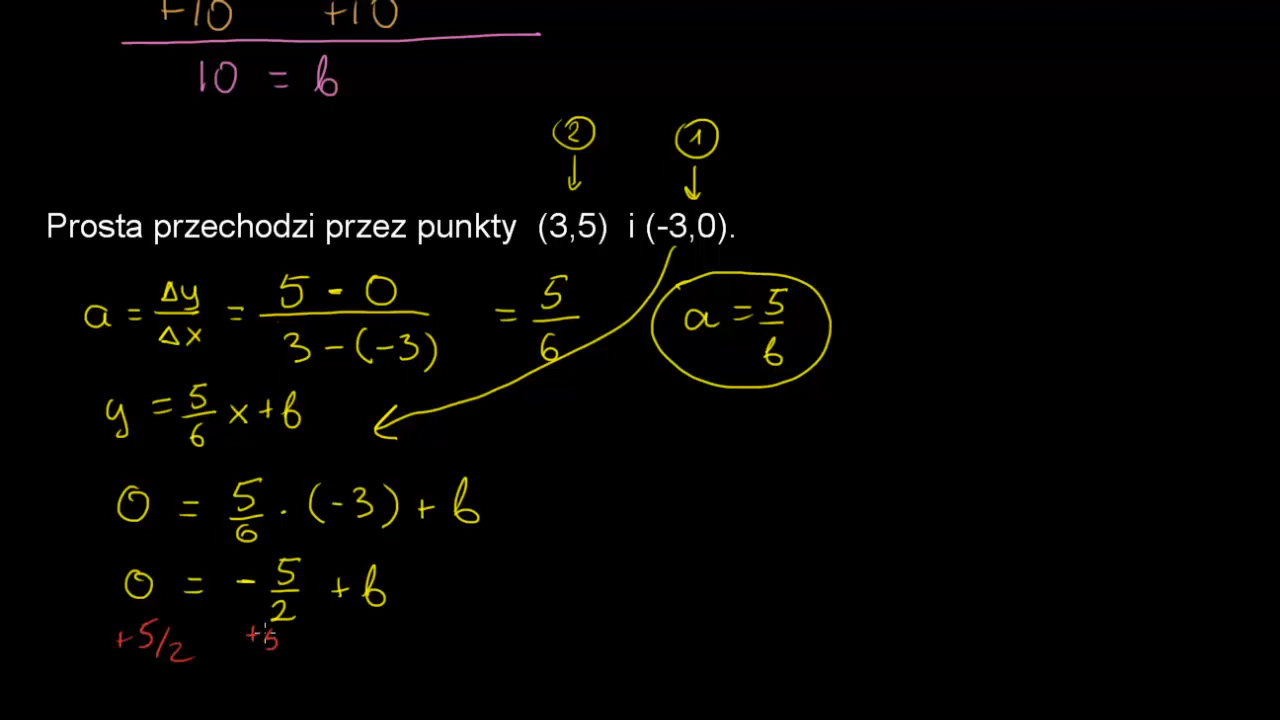 +10 +10
10 = b
2 1
Prosta przechodzi przez punkty (3,5) i (-3,0).
a = Δy/Δx = (5 - 0)/(3 - (-3)) = 5/6 a = 5/6
y = 5/6 x + b
0 = 5/6 · (-3) + b
0 = - 5/2 + b
+5/2 +5